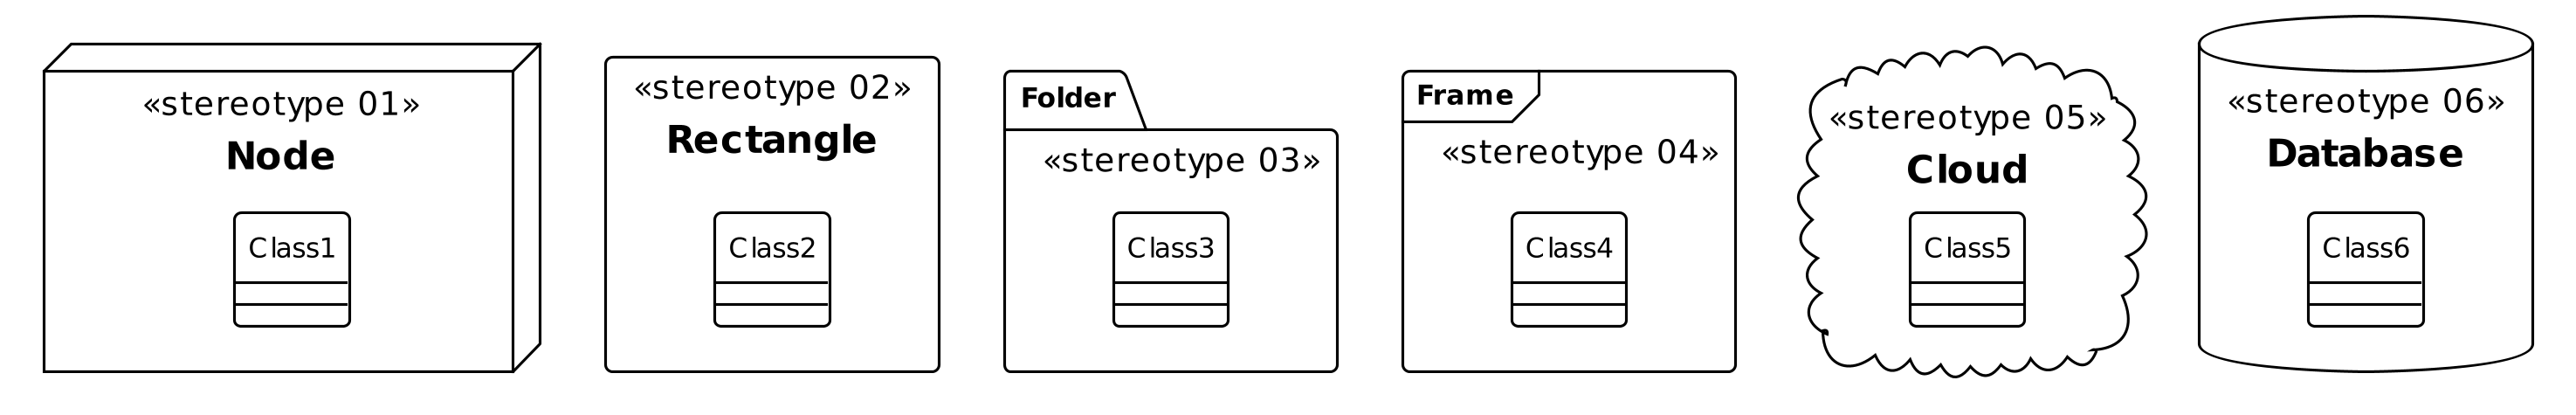 «stereotype 01»
Node
Class1
«stereotype 02»
Rectangle
Class2
Folder
«stereotype 03»
Class3
Frame
«stereotype 04»
Class4
«stereotype 05»
Cloud
Class5
«stereotype 06»
Database
Class6